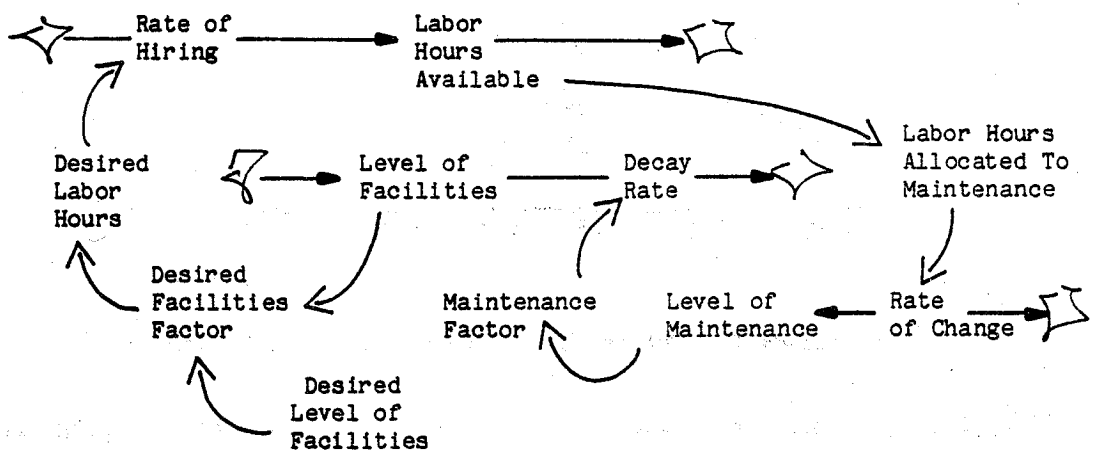 Rate of
Hiring
Labor
Hours
Available
Labor Hours
Allocated To
Maintenance
Desired
Labor
Hours
Level of
Facilities
Decay
Rate
Desired
Facilities
Factor
Maintenance
Factor
Level of
Maintenance
Rate
of Change
Desired
Level of
Facilities